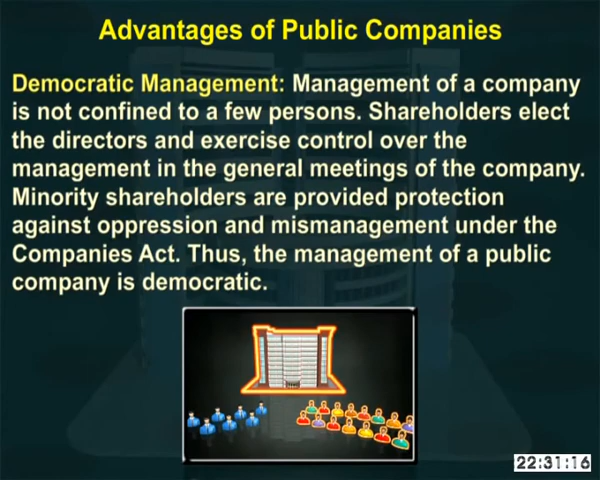 Advantages of Public Companies
Democratic Management: Management of a company
is not confined to a few persons. Shareholders elect
the directors and exercise control over the
management in the general meetings of the company.
Minority shareholders are provided protection
against oppression and mismanagement under the
Companies Act. Thus, the management of a public
company is democratic.
22:31:16